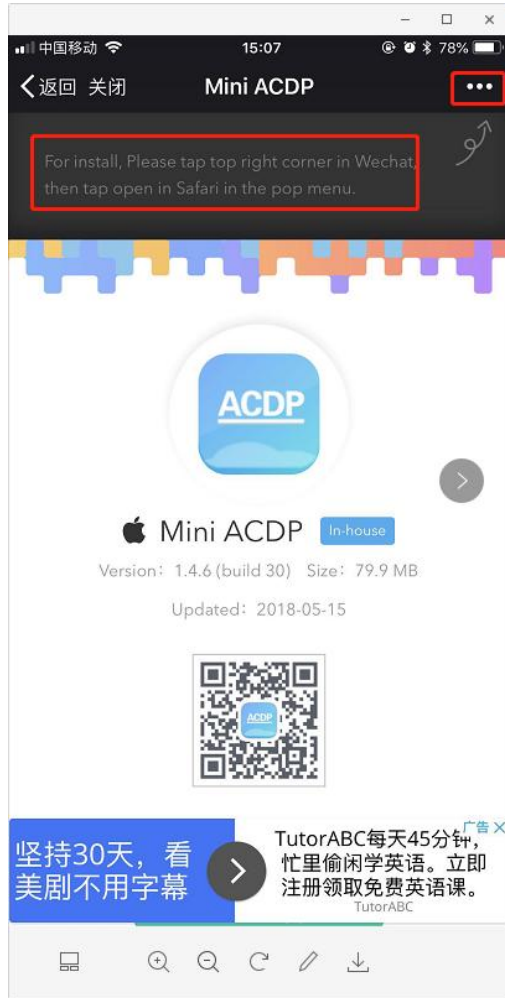 中国移动 15:07 78%
返回 关闭 Mini ACDP
For install, Please tap top right corner in Wechat,
then tap open in Safari in the pop menu.
ACDP
Mini ACDP In-house
Version: 1.4.6 (build 30) Size: 79.9 MB
Updated: 2018-05-15
ACDP
广告
坚持30天，看
美剧不用字幕
TutorABC每天45分钟，
忙里偷闲学英语。立即
注册领取免费英语课。
TutorABC